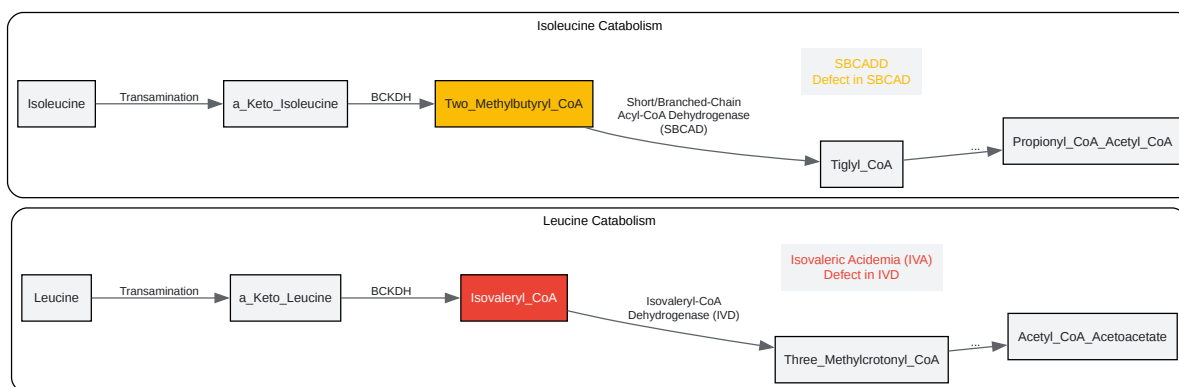 Isoleucine Catabolism
SBCADD
Defect in SBCAD
Isoleucine
Transamination
a_Keto_Isoleucine
BCKDH
Two_Methylbutyryl_CoA
Short/Branched-Chain
Acyl-CoA Dehydrogenase
(SBCAD)
Tiglyl_CoA
...
Propionyl_CoA_Acetyl_CoA
Leucine Catabolism
Isovaleric Acidemia (IVA)
Defect in IVD
Leucine
Transamination
a_Keto_Leucine
BCKDH
Isovaleryl_CoA
Isovaleryl-CoA
Dehydrogenase (IVD)
Three_Methylcrotonyl_CoA
...
Acetyl_CoA_Acetoacetate